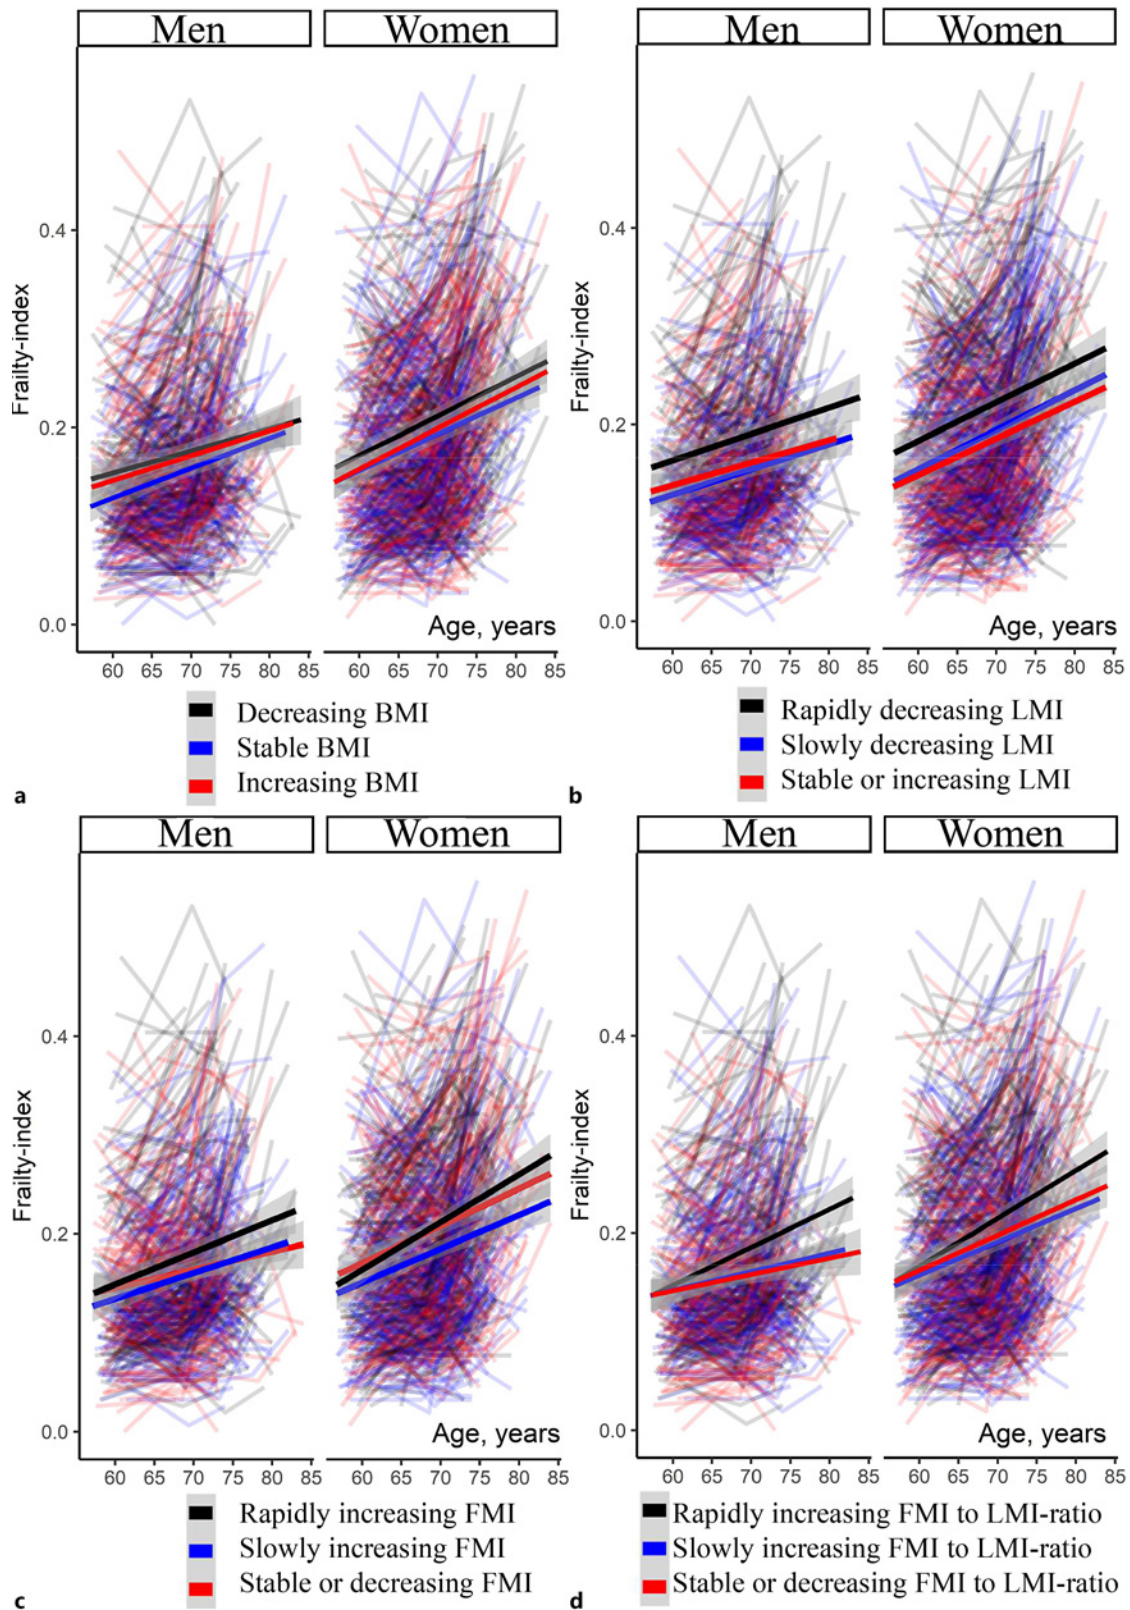 Men Women
Men Women
0.4
0.2
0.0
Frailty-index
Age, years
60 65 70 75 80 85 60 65 70 75 80 85
Decreasing BMI
Stable BMI
Increasing BMI
a
0.4
0.2
0.0
Frailty-index
Age, years
60 65 70 75 80 85 60 65 70 75 80 85
Rapidly decreasing LMI
Slowly decreasing LMI
Stable or increasing LMI
b
Men Women
Men Women
0.4
0.2
0.0
Frailty-index
Age, years
60 65 70 75 80 85 60 65 70 75 80 85
Rapidly increasing FMI
Slowly increasing FMI
Stable or decreasing FMI
c
0.4
0.2
0.0
Frailty-index
Age, years
60 65 70 75 80 85 60 65 70 75 80 85
Rapidly increasing FMI to LMI-ratio
Slowly increasing FMI to LMI-ratio
Stable or decreasing FMI to LMI-ratio
d